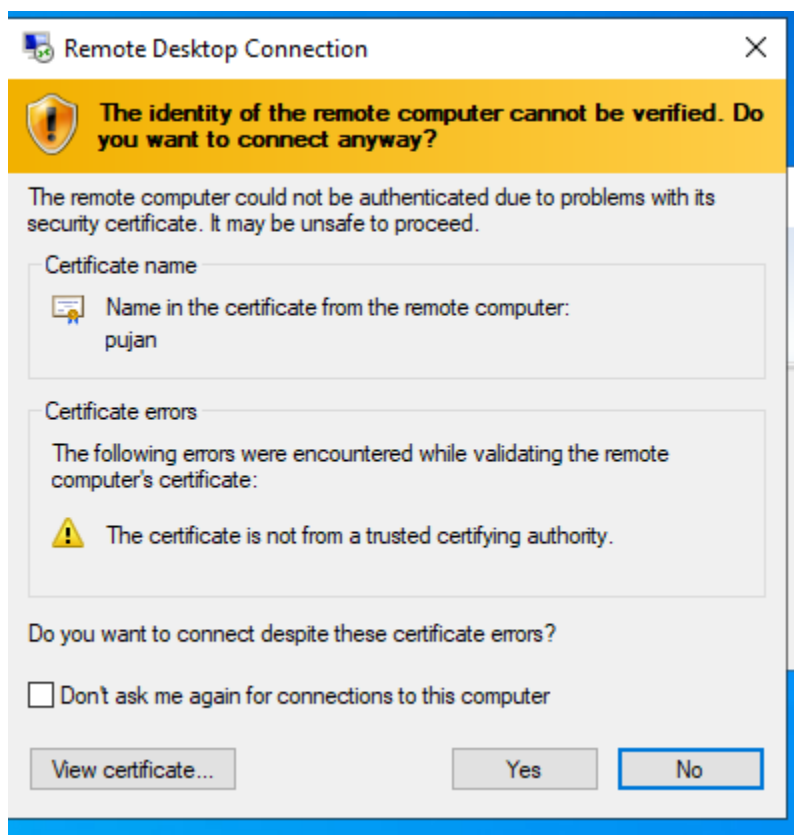 Remote Desktop Connection
The identity of the remote computer cannot be verified. Do
you want to connect anyway?
The remote computer could not be authenticated due to problems with its
security certificate. It may be unsafe to proceed.
Certificate name
Name in the certificate from the remote computer:
pujan
Certificate errors
The following errors were encountered while validating the remote
computer's certificate:
The certificate is not from a trusted certifying authority.
Do you want to connect despite these certificate errors?
Don't ask me again for connections to this computer
View certificate...
Yes
No